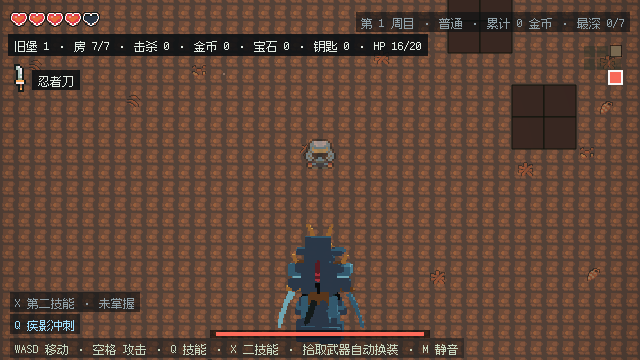 第 1 周目 · 普通 · 累计 0 金币 · 最深 0/7
旧堡 1 · 房 7/7 · 击杀 0 · 金币 0 · 宝石 0 · 钥匙 0 · HP 16/20
忍者刀
X 第二技能 · 未掌握
Q 疾影冲刺
WASD 移动 · 空格 攻击 · Q 技能 · X 二技能 · 拾取武器自动换装 · M 静音